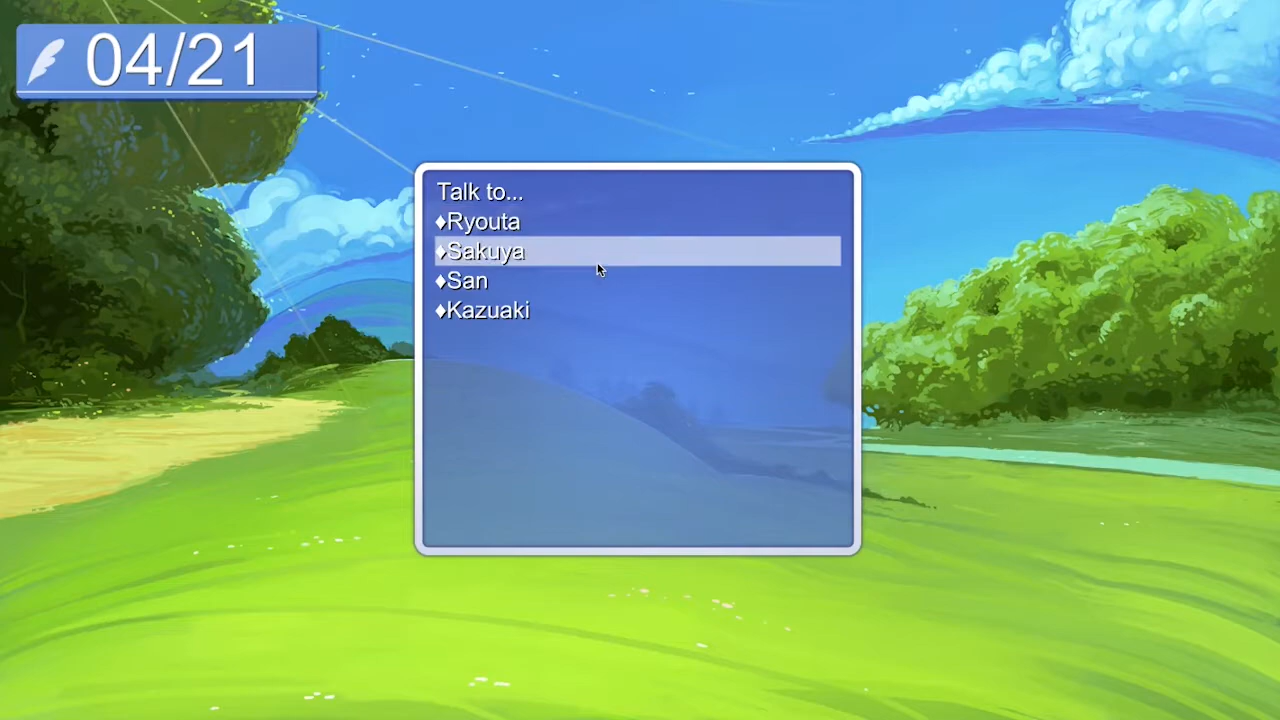 04/21
Talk to...
♦Ryouta
♦Sakuya
♦San
♦Kazuaki